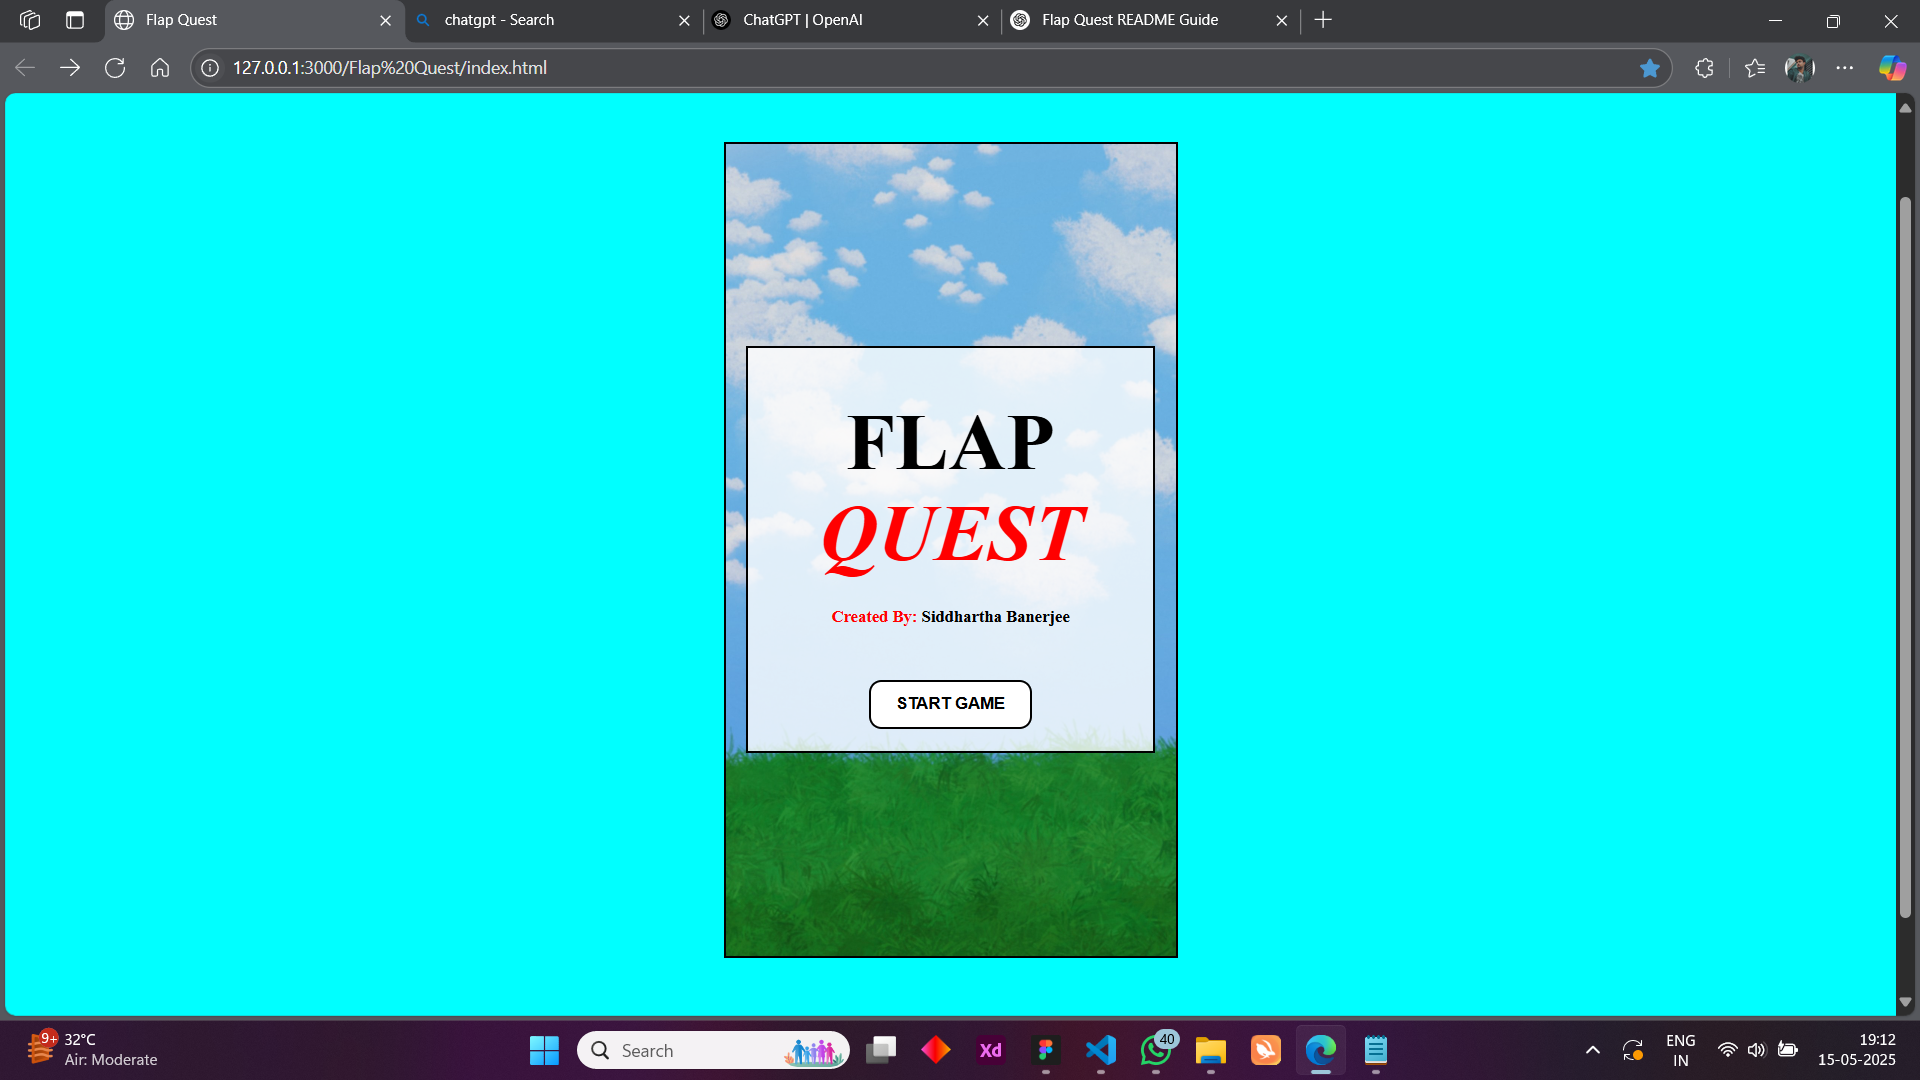 Flap Quest
chatgpt - Search
ChatGPT | OpenAI
Flap Quest README Guide
127.0.0.1:3000/Flap%20Quest/index.html
FLAP
QUEST
Created By: Siddhartha Banerjee
START GAME
9+
32°C
Air: Moderate
Search
Xd
40
ENG
IN
19:12
15-05-2025